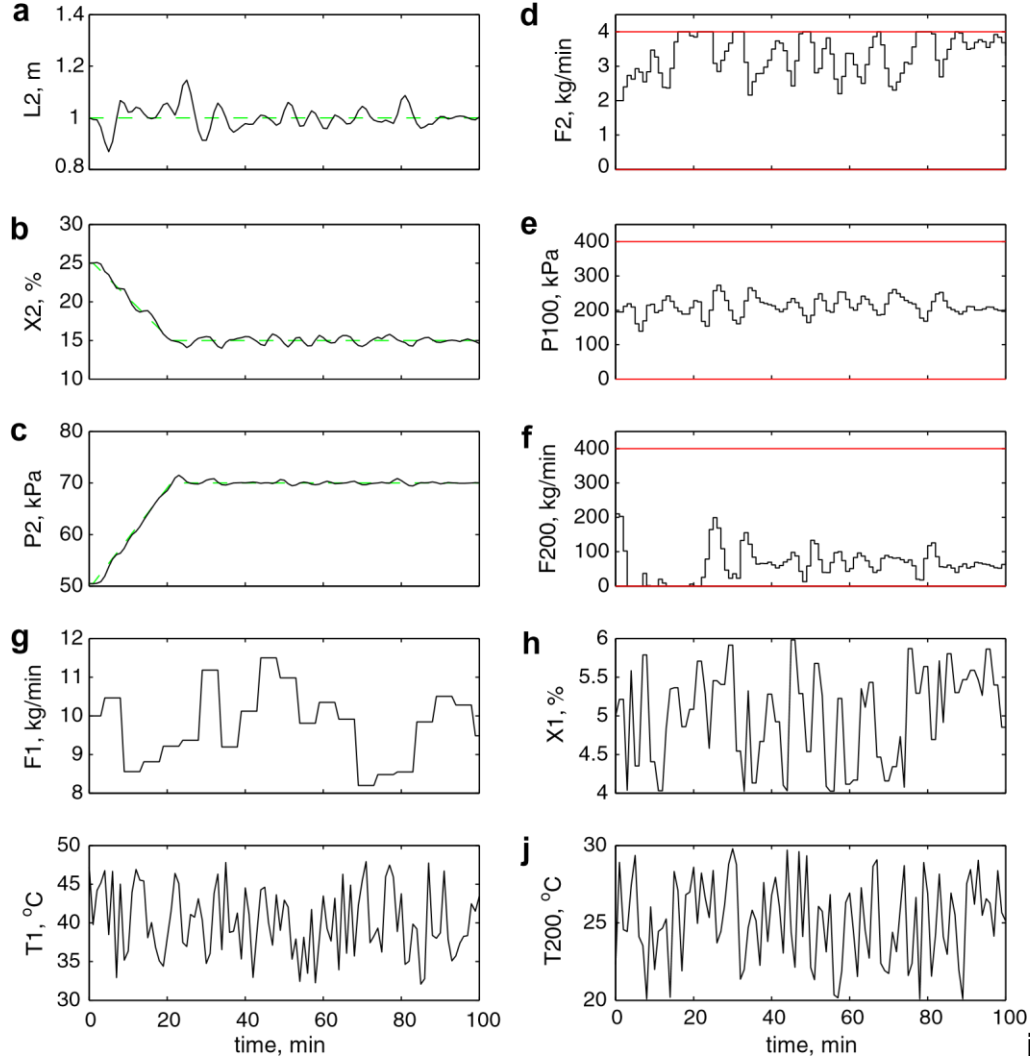 a
1.4
1.2
1
0.8
L2, m
b
30
25
20
15
10
X2, %
c
80
70
60
50
P2, kPa
g
12
11
10
9
8
F1, kg/min
50
45
40
35
30
T1, °C
0 20 40 60 80 100
time, min
d
4
3
2
1
0
F2, kg/min
e
400
300
200
100
0
P100, kPa
f
400
300
200
100
0
F200, kg/min
h
6
5.5
5
4.5
4
X1, %
j
30
25
20
T200, °C
0 20 40 60 80 100
time, min